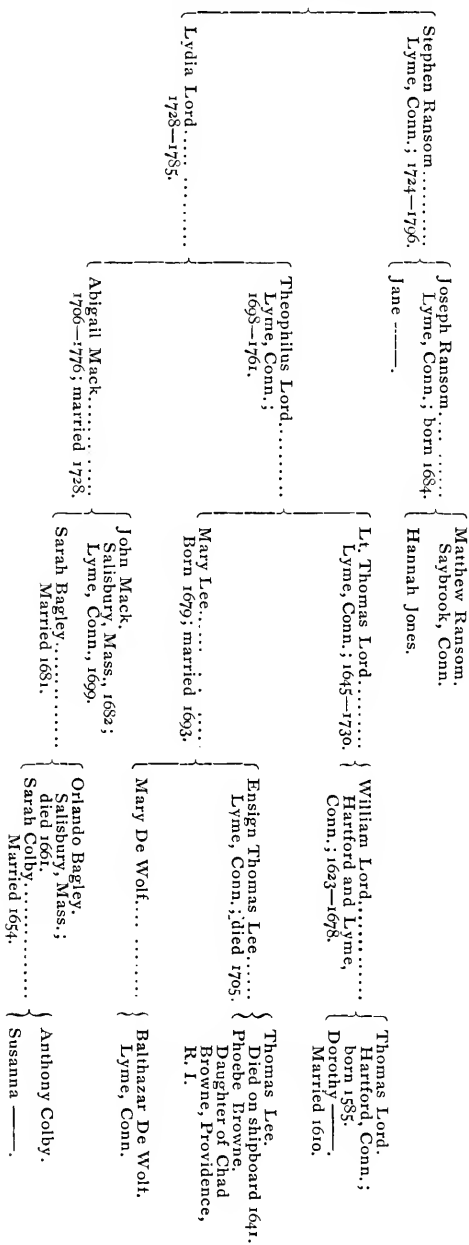 Stephen Ransom..........
Lyme, Conn.; 1724—1796.
Lydia Lord..... ..........
1728—1785.
Joseph Ransom.... .......
Lyme, Conn.; born 1684.
Jane ———.
Theophilus Lord..........
Lyme, Conn.;
1698—1761.
Abigail Mack....... .....
1706—1776; married 1728.
Matthew Ransom.
Saybrook, Conn.
Hannah Jones.
Lt. Thomas Lord.........
Lyme, Conn.; 1645—1730.
Mary Lee...... .. ......
Born 1679; married 1693.
John Mack.
Salisbury, Mass., 1682;
Lyme, Conn., 1699.
Sarah Bagley..............
Married 1681.
William Lord............
Hartford and Lyme,
Conn.; 1623—1678.
Ensign Thomas Lee......
Lyme, Conn.; died 1705.
Mary De Wolf.... .......
Orlando Bagley.
Salisbury, Mass.;
died 1661.
Sarah Colby..............
Married 1654.
Thomas Lord.
Hartford, Conn.;
born 1585.
Dorothy ———.
Married 1610.
Thomas Lee.
Died on shipboard 1641.
Phoebe Browne.
Daughter of Chad
Browne, Providence,
R. I.
Balthazar De Wolf.
Lyme, Conn.
Anthony Colby.
Susanna ———.